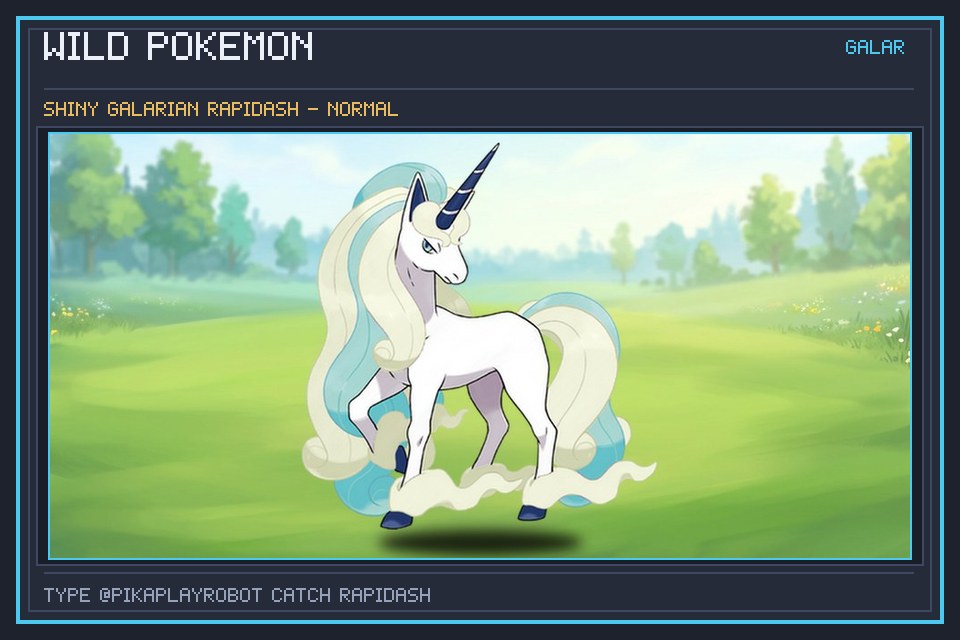 WILD POKEMON
GALAR
SHINY GALARIAN RAPIDASH - NORMAL
TYPE @PIKAPLAYROBOT CATCH RAPIDASH